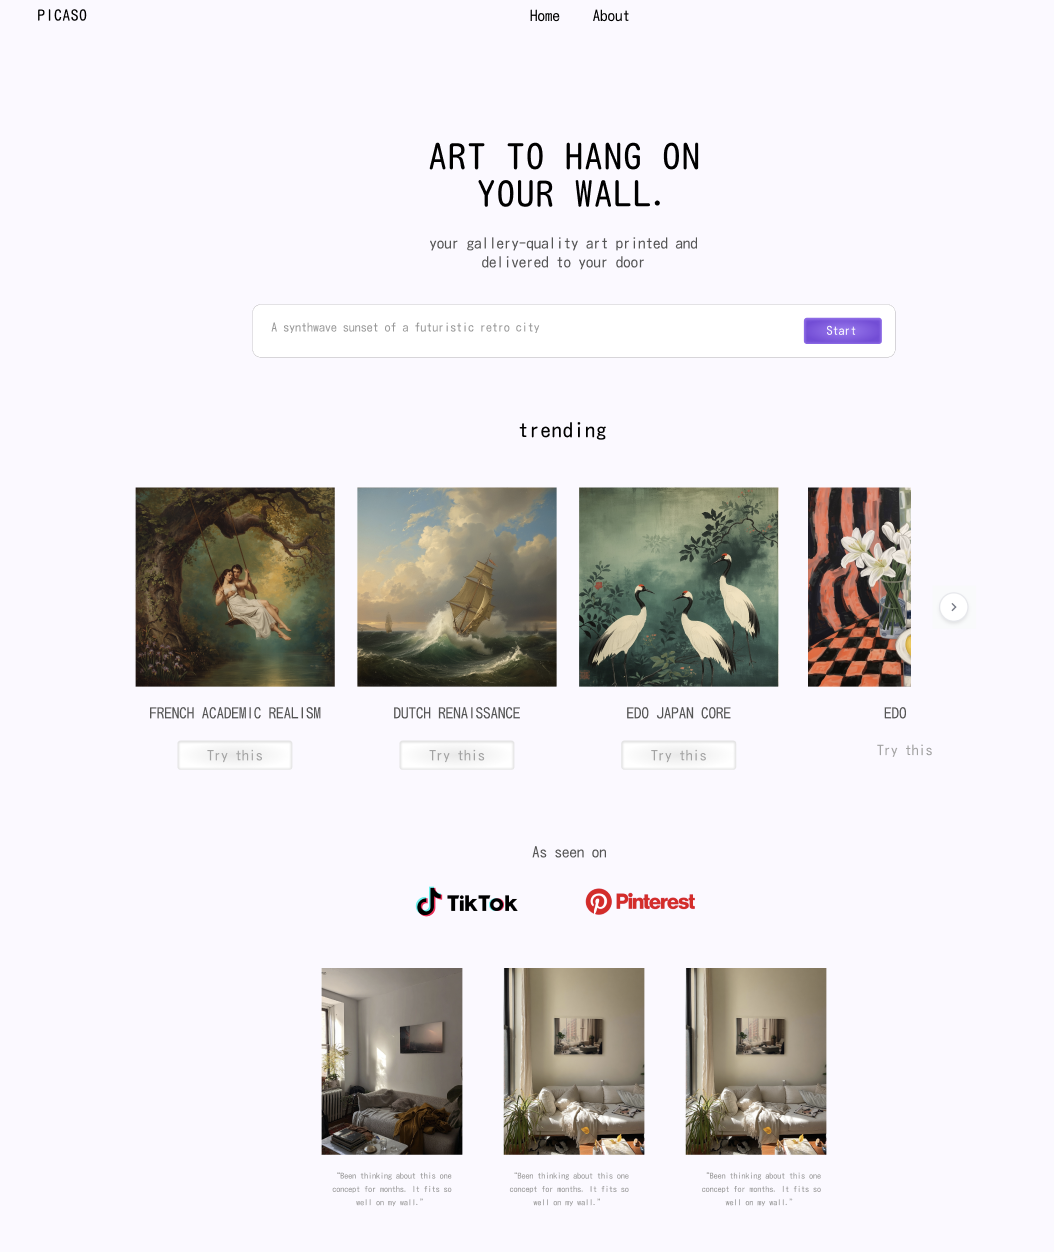 PICASO
Home
About
ART TO HANG ON
YOUR WALL.
your gallery-quality art printed and
delivered to your door
A synthwave sunset of a futuristic retro city
Start
trending
FRENCH ACADEMIC REALISM
DUTCH RENAISSANCE
EDO JAPAN CORE
EDO
Try this
Try this
Try this
Try this
As seen on
TikTok
Pinterest
"Been thinking about this one
concept for months. It fits so
well on my wall."
"Been thinking about this one
concept for months. It fits so
well on my wall."
"Been thinking about this one
concept for months. It fits so
well on my wall."